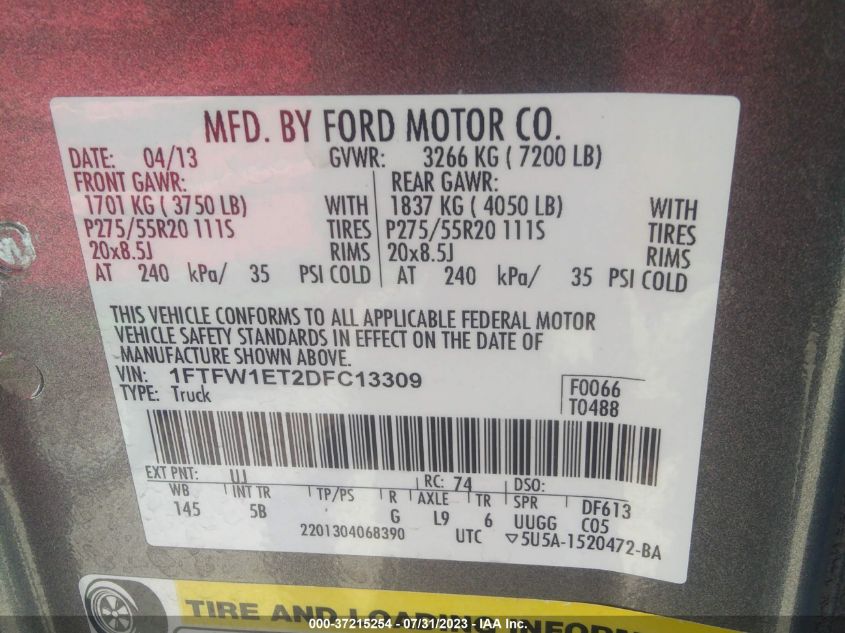 MFD. BY FORD MOTOR CO.
DATE: 04/13 GVWR: 3266 KG ( 7200 LB)
FRONT GAWR: REAR GAWR:
1701 KG ( 3750 LB) WITH 1837 KG ( 4050 LB) WITH
P275/55R20 111S TIRES P275/55R20 111S TIRES
20x8.5J RIMS 20x8.5J RIMS
AT 240 kPa/ 35 PSI COLD AT 240 kPa/ 35 PSI COLD
THIS VEHICLE CONFORMS TO ALL APPLICABLE FEDERAL MOTOR
VEHICLE SAFETY STANDARDS IN EFFECT ON THE DATE OF
MANUFACTURE SHOWN ABOVE.
VIN: 1FTFW1ET2DFC13309 F0066
TYPE: Truck T0488
EXT PNT: UJ RC: 74 DSO:
WB INT TR TP/PS R AXLE TR SPR DF613
145 5B G L9 6 UUGG C05
2201304068390 UTC ▽5U5A-1520472-BA
TIRE AND LOADING INFORM
000-37215254 - 07/31/2023 - IAA Inc.